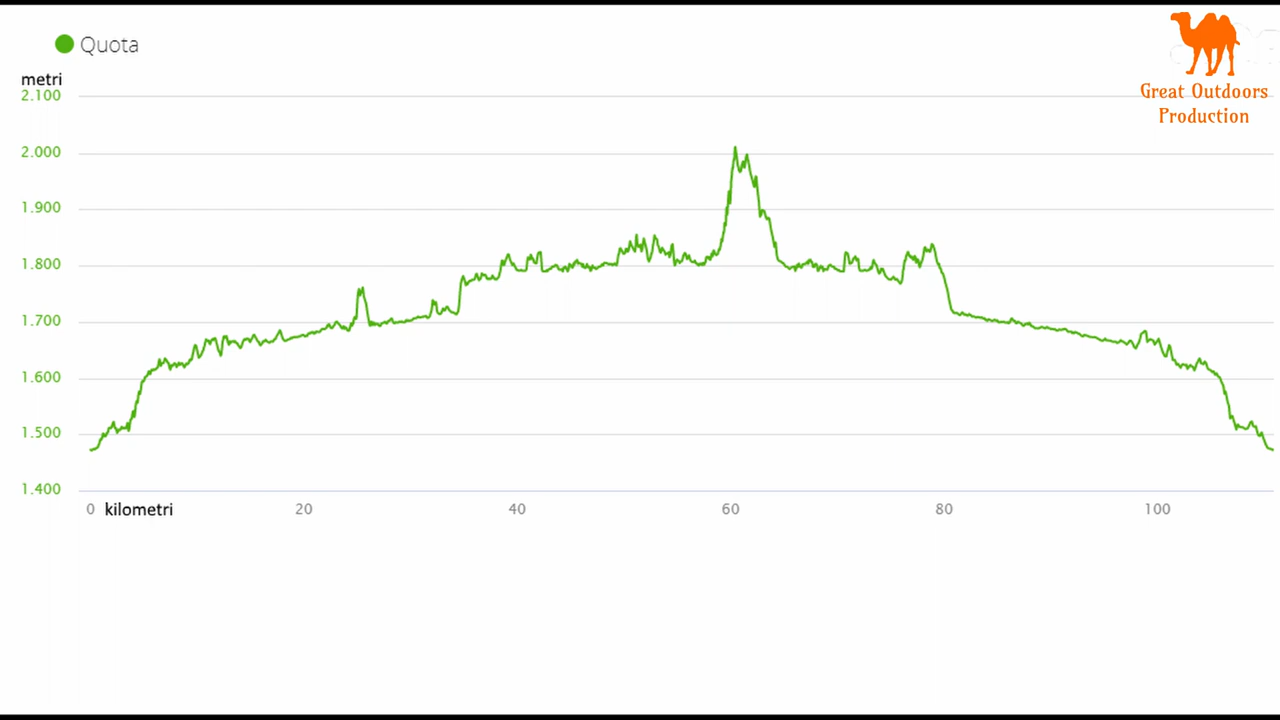 Quota
metri
2.100
2.000
1.900
1.800
1.700
1.600
1.500
1.400
0 kilometri 20 40 60 80 100
Great Outdoors
Production